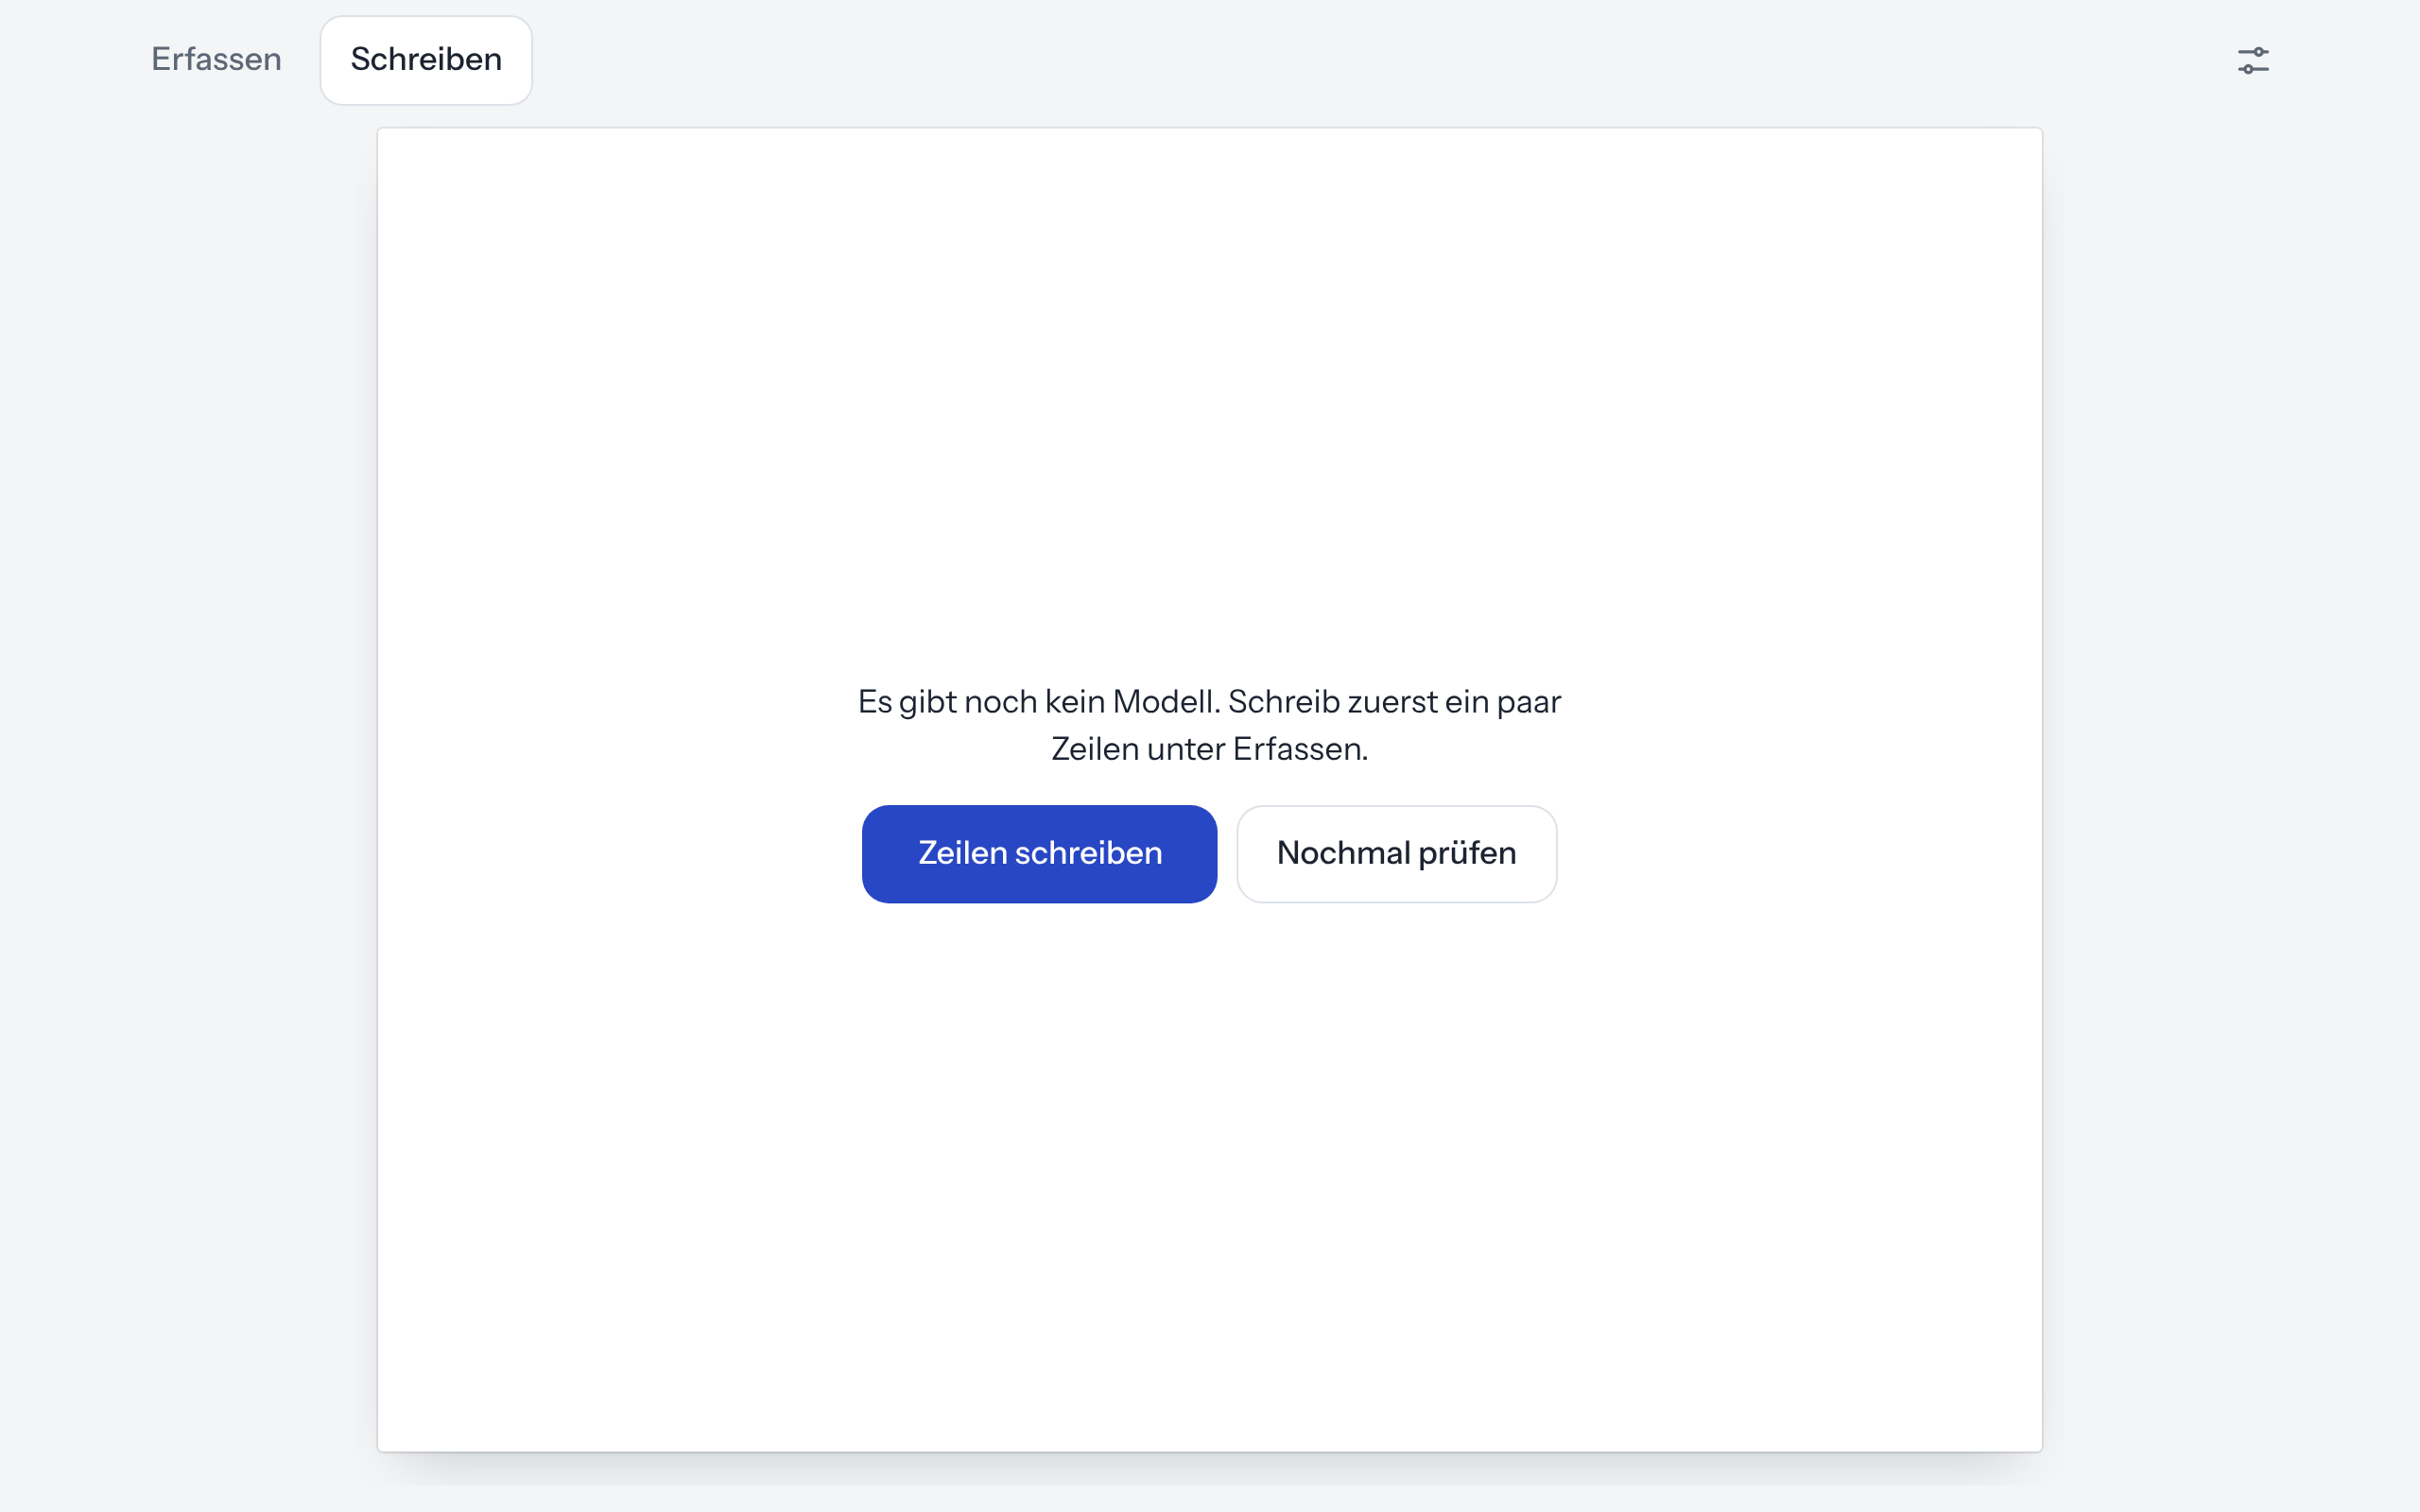 Erfassen
Schreiben
Es gibt noch kein Modell. Schreib zuerst ein paar
Zeilen unter Erfassen.
Zeilen schreiben
Nochmal prüfen